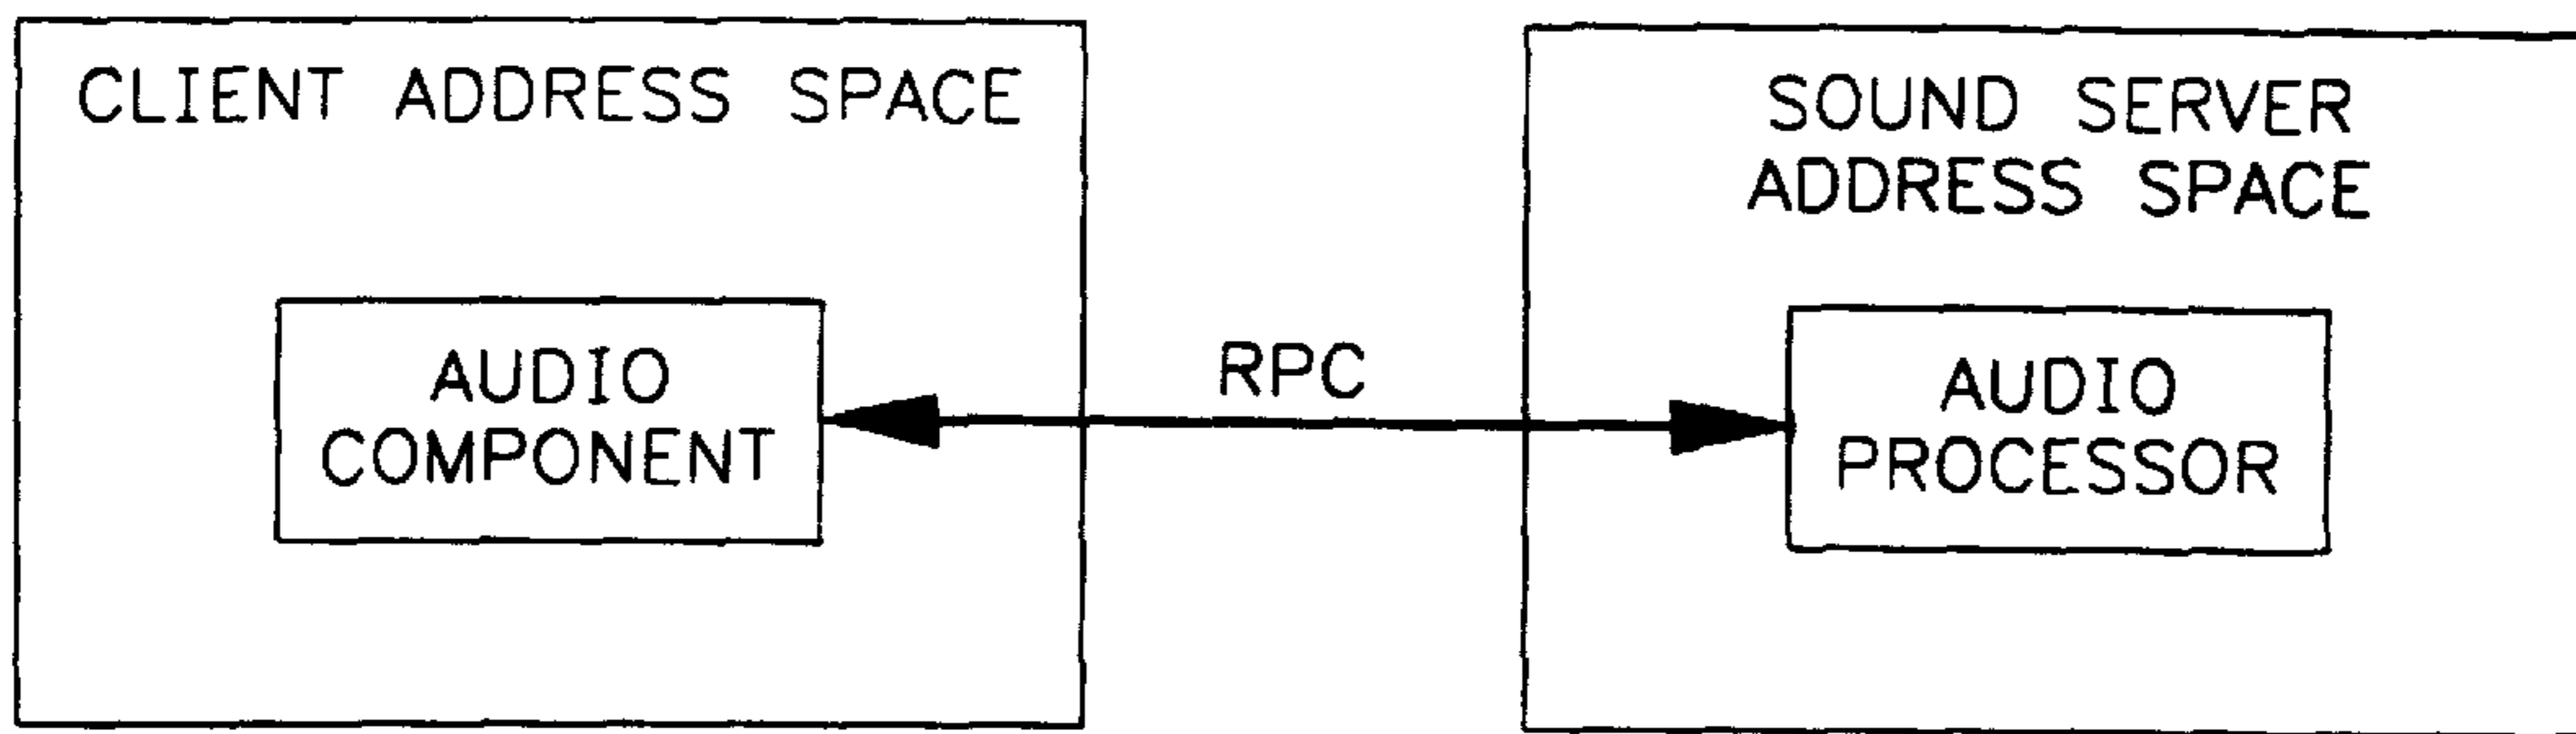 CLIENT ADDRESS SPACE
AUDIO
COMPONENT
RPC
SOUND SERVER
ADDRESS SPACE
AUDIO
PROCESSOR